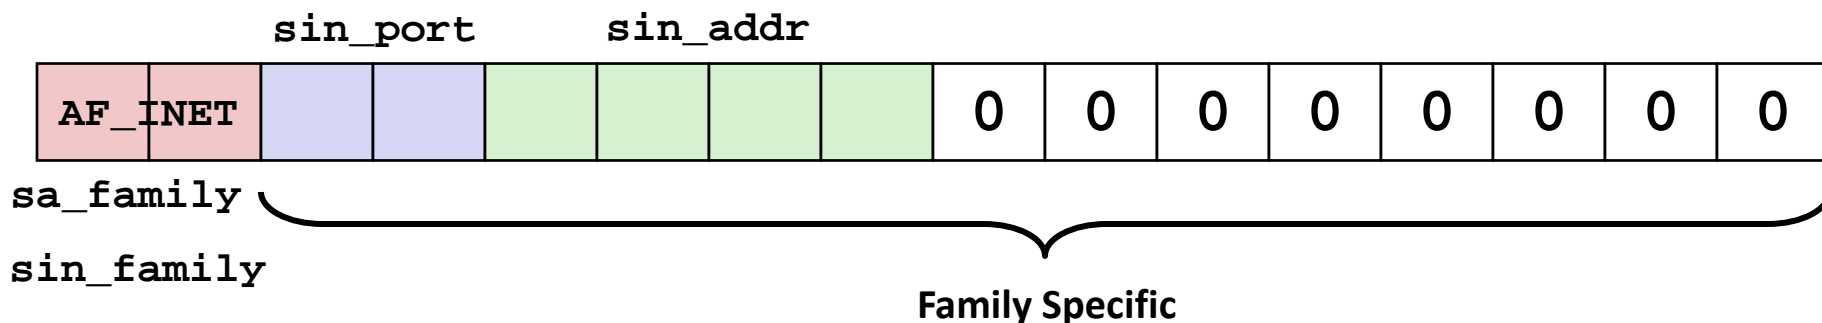 sin_port sin_addr
AF_INET 0 0 0 0 0 0 0 0
sa_family
sin_family
Family Specific